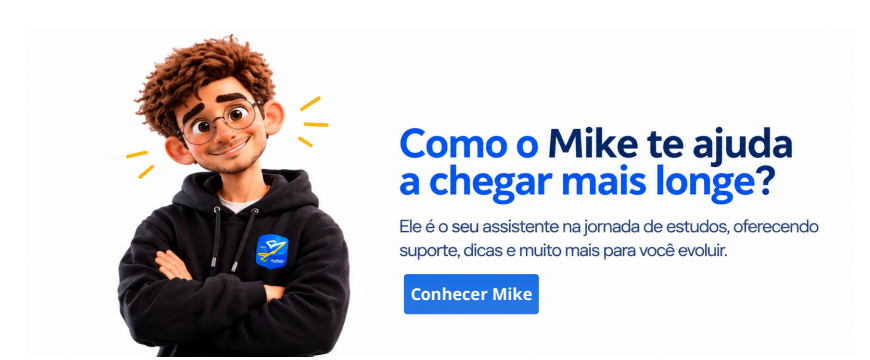 Como o Mike te ajuda
a chegar mais longe?
Ele é o seu assistente na jornada de estudos, oferecendo
suporte, dicas e muito mais para você evoluir.
Conhecer Mike